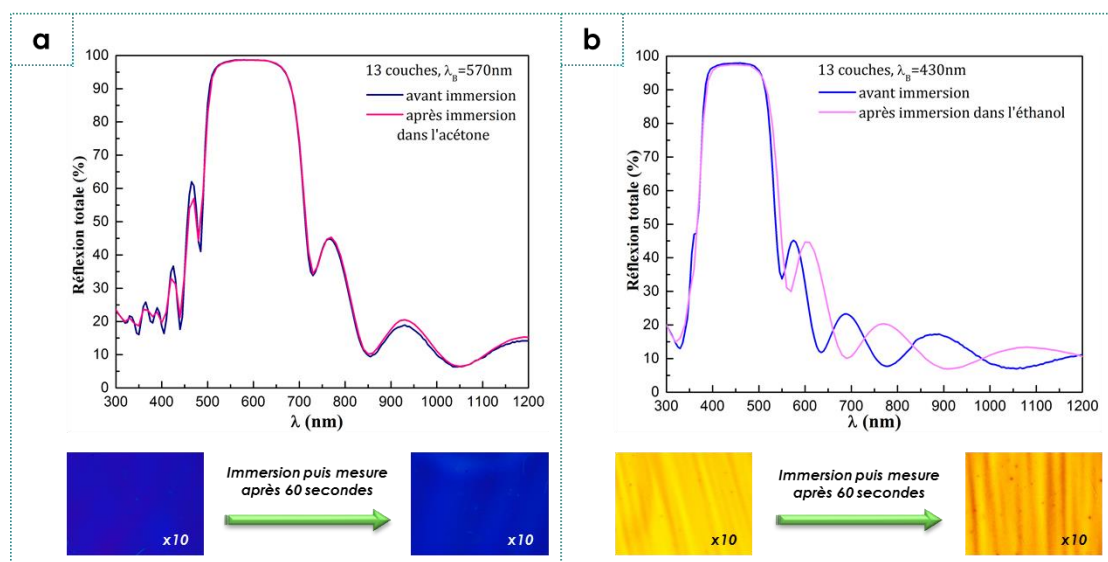 a
100
90
80
70
60
50
40
30
20
10
0
Réflexion totale (%)
13 couches, λB=570nm
avant immersion
après immersion
dans l'acétone
300 400 500 600 700 800 900 1000 1100 1200
λ (nm)
Immersion puis mesure
après 60 secondes
x10
x10
b
100
90
80
70
60
50
40
30
20
10
0
Réflexion totale (%)
13 couches, λB=430nm
avant immersion
après immersion dans l'éthanol
300 400 500 600 700 800 900 1000 1100 1200
λ (nm)
Immersion puis mesure
après 60 secondes
x10
x10